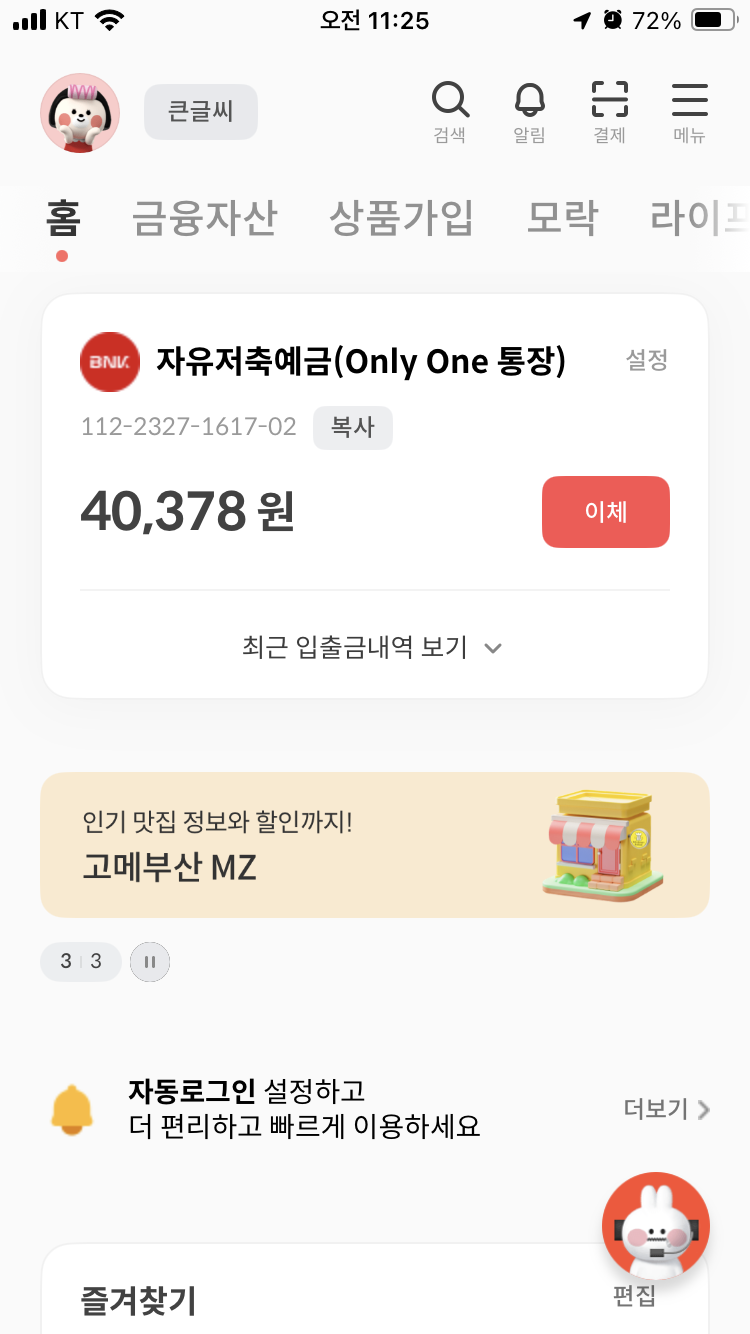 KT 오전 11:25 72%
큰글씨
검색 알림 결제 메뉴
홈 금융자산 상품가입 모락 라이프
BNK 자유저축예금(Only One 통장) 설정
112-2327-1617-02 복사
40,378 원 이체
최근 입출금내역 보기
인기 맛집 정보와 할인까지!
고메부산 MZ
3 | 3
자동로그인 설정하고
더 편리하고 빠르게 이용하세요
더보기
즐겨찾기 편집